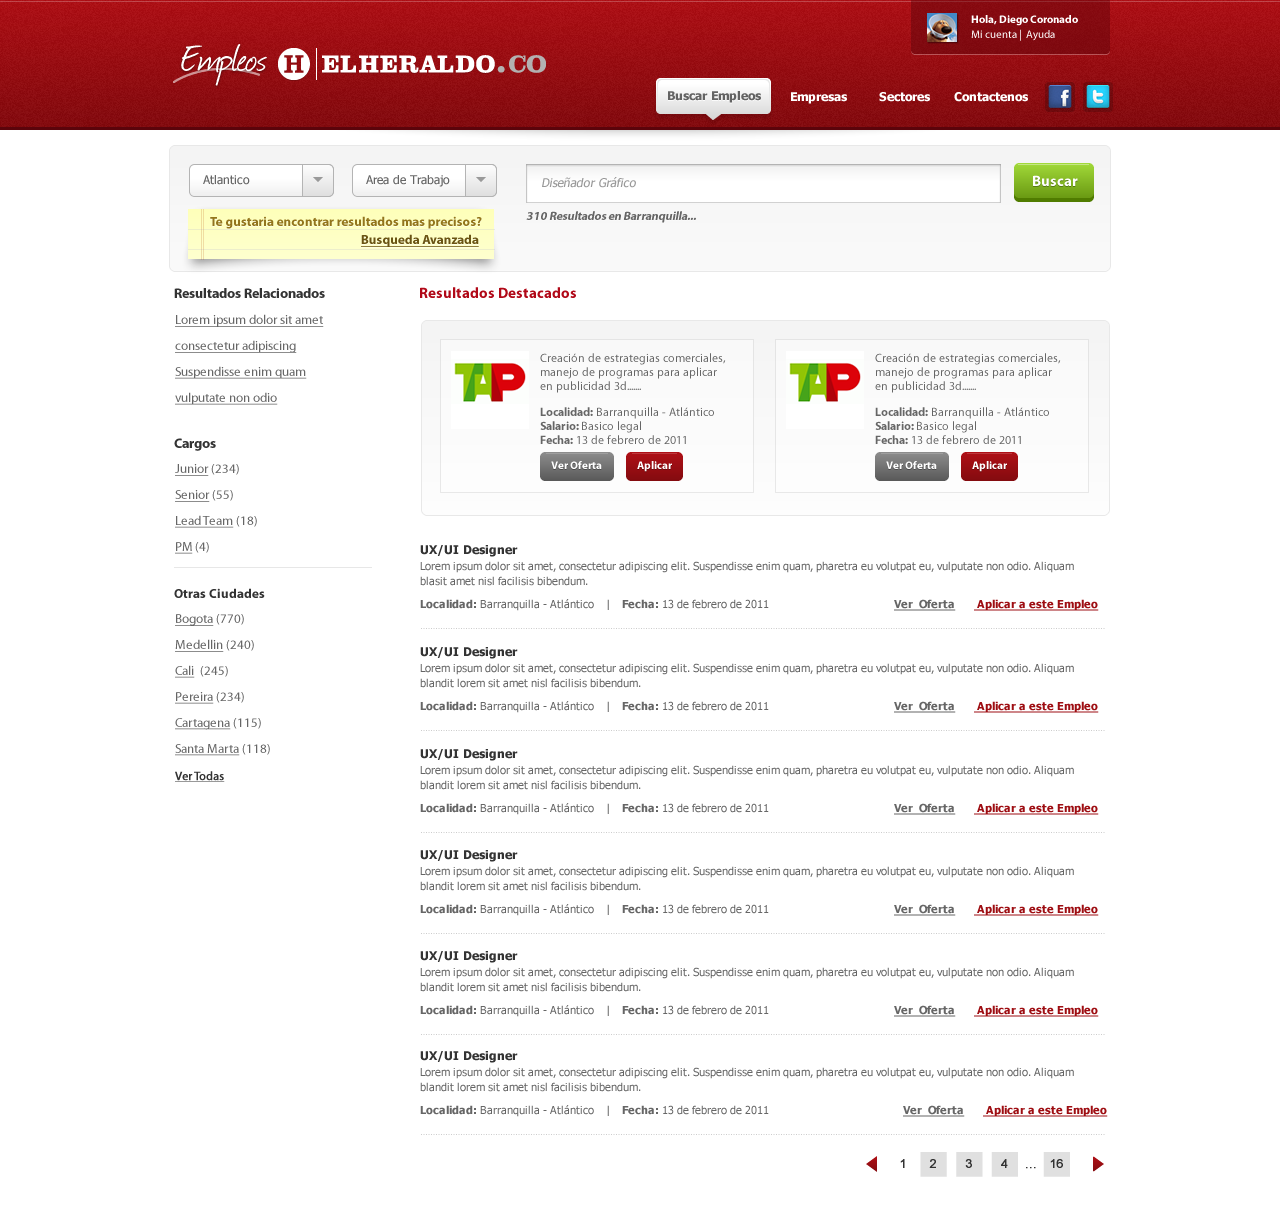 Hola, Diego Coronado
Mi cuenta | Ayuda
Empleos H ELHERALDO.CO
Buscar Empleos Empresas Sectores Contactenos f t
Atlantico Area de Trabajo Diseñador Gráfico Buscar
310 Resultados en Barranquilla...
Te gustaria encontrar resultados mas precisos?
Busqueda Avanzada
Resultados Relacionados
Lorem ipsum dolor sit amet
consectetur adipiscing
Suspendisse enim quam
vulputate non odio
Cargos
Junior (234)
Senior (55)
Lead Team (18)
PM (4)
Otras Ciudades
Bogota (770)
Medellin (240)
Cali (245)
Pereira (234)
Cartagena (115)
Santa Marta (118)
Ver Todas
Resultados Destacados
TAP
Creación de estrategias comerciales,
manejo de programas para aplicar
en publicidad 3d.......
Localidad: Barranquilla - Atlántico
Salario: Basico legal
Fecha: 13 de febrero de 2011
Ver Oferta Aplicar
TAP
Creación de estrategias comerciales,
manejo de programas para aplicar
en publicidad 3d.......
Localidad: Barranquilla - Atlántico
Salario: Basico legal
Fecha: 13 de febrero de 2011
Ver Oferta Aplicar
UX/UI Designer
Lorem ipsum dolor sit amet, consectetur adipiscing elit. Suspendisse enim quam, pharetra eu volutpat eu, vulputate non odio. Aliquam
blasit amet nisl facilisis bibendum.
Localidad: Barranquilla - Atlántico | Fecha: 13 de febrero de 2011 Ver Oferta Aplicar a este Empleo
UX/UI Designer
Lorem ipsum dolor sit amet, consectetur adipiscing elit. Suspendisse enim quam, pharetra eu volutpat eu, vulputate non odio. Aliquam
blandit lorem sit amet nisl facilisis bibendum.
Localidad: Barranquilla - Atlántico | Fecha: 13 de febrero de 2011 Ver Oferta Aplicar a este Empleo
UX/UI Designer
Lorem ipsum dolor sit amet, consectetur adipiscing elit. Suspendisse enim quam, pharetra eu volutpat eu, vulputate non odio. Aliquam
blandit lorem sit amet nisl facilisis bibendum.
Localidad: Barranquilla - Atlántico | Fecha: 13 de febrero de 2011 Ver Oferta Aplicar a este Empleo
UX/UI Designer
Lorem ipsum dolor sit amet, consectetur adipiscing elit. Suspendisse enim quam, pharetra eu volutpat eu, vulputate non odio. Aliquam
blandit lorem sit amet nisl facilisis bibendum.
Localidad: Barranquilla - Atlántico | Fecha: 13 de febrero de 2011 Ver Oferta Aplicar a este Empleo
UX/UI Designer
Lorem ipsum dolor sit amet, consectetur adipiscing elit. Suspendisse enim quam, pharetra eu volutpat eu, vulputate non odio. Aliquam
blandit lorem sit amet nisl facilisis bibendum.
Localidad: Barranquilla - Atlántico | Fecha: 13 de febrero de 2011 Ver Oferta Aplicar a este Empleo
UX/UI Designer
Lorem ipsum dolor sit amet, consectetur adipiscing elit. Suspendisse enim quam, pharetra eu volutpat eu, vulputate non odio. Aliquam
blandit lorem sit amet nisl facilisis bibendum.
Localidad: Barranquilla - Atlántico | Fecha: 13 de febrero de 2011 Ver Oferta Aplicar a este Empleo
1 2 3 4 ... 16